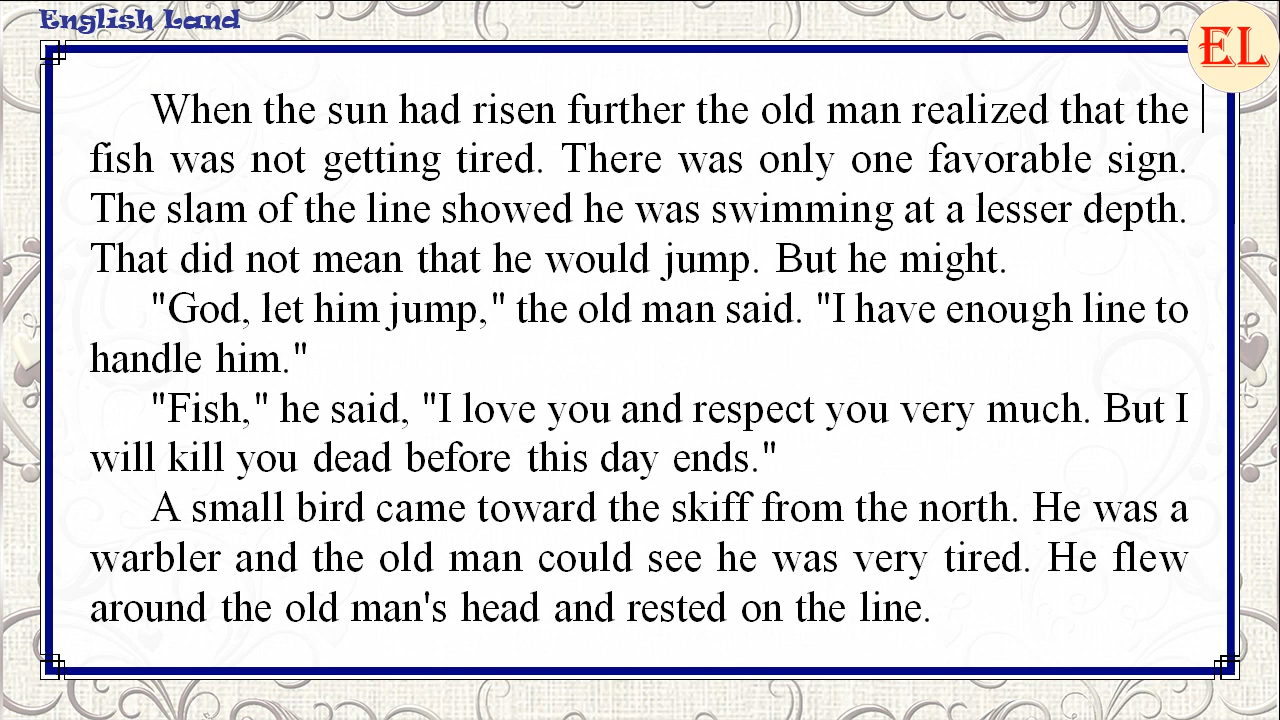 English Land
EL
When the sun had risen further the old man realized that the
fish was not getting tired. There was only one favorable sign.
The slam of the line showed he was swimming at a lesser depth.
That did not mean that he would jump. But he might.
"God, let him jump," the old man said. "I have enough line to
handle him."
"Fish," he said, "I love you and respect you very much. But I
will kill you dead before this day ends."
A small bird came toward the skiff from the north. He was a
warbler and the old man could see he was very tired. He flew
around the old man's head and rested on the line.